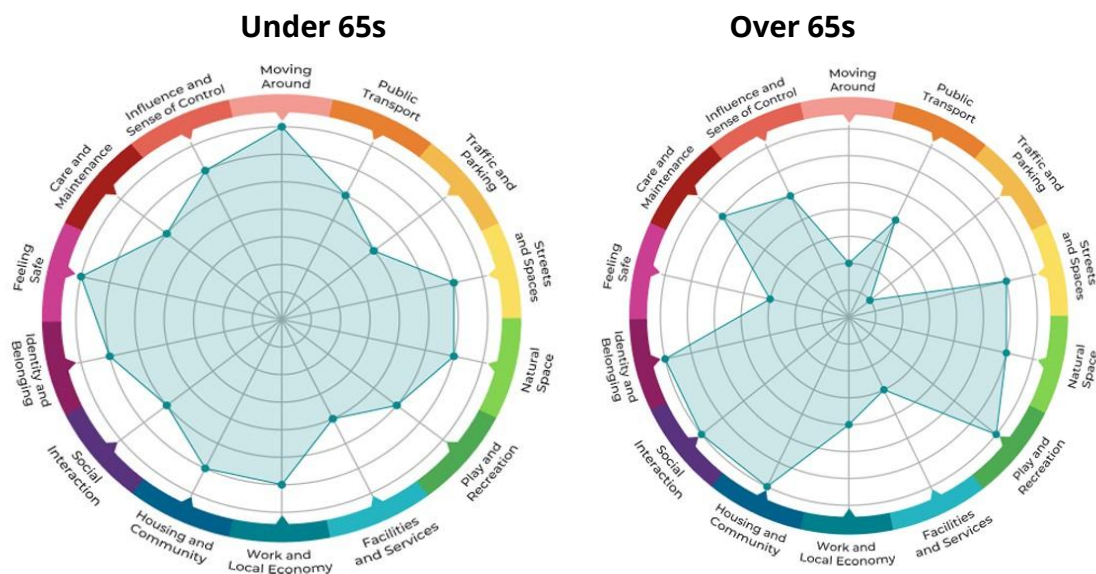 Under 65s
Moving
Around
Public
Transport
Traffic and
Parking
Streets
and Spaces
Natural
Space
Play and
Recreation
Facilities
and Services
Work and
Local Economy
Housing and
Community
Social
Interaction
Identity and
Belonging
Feeling
Safe
Care and
Maintenance
Influence and
Sense of Control
Over 65s
Moving
Around
Public
Transport
Traffic and
Parking
Streets
and Spaces
Natural
Space
Play and
Recreation
Facilities
and Services
Work and
Local Economy
Housing and
Community
Social
Interaction
Identity and
Belonging
Feeling
Safe
Care and
Maintenance
Influence and
Sense of Control